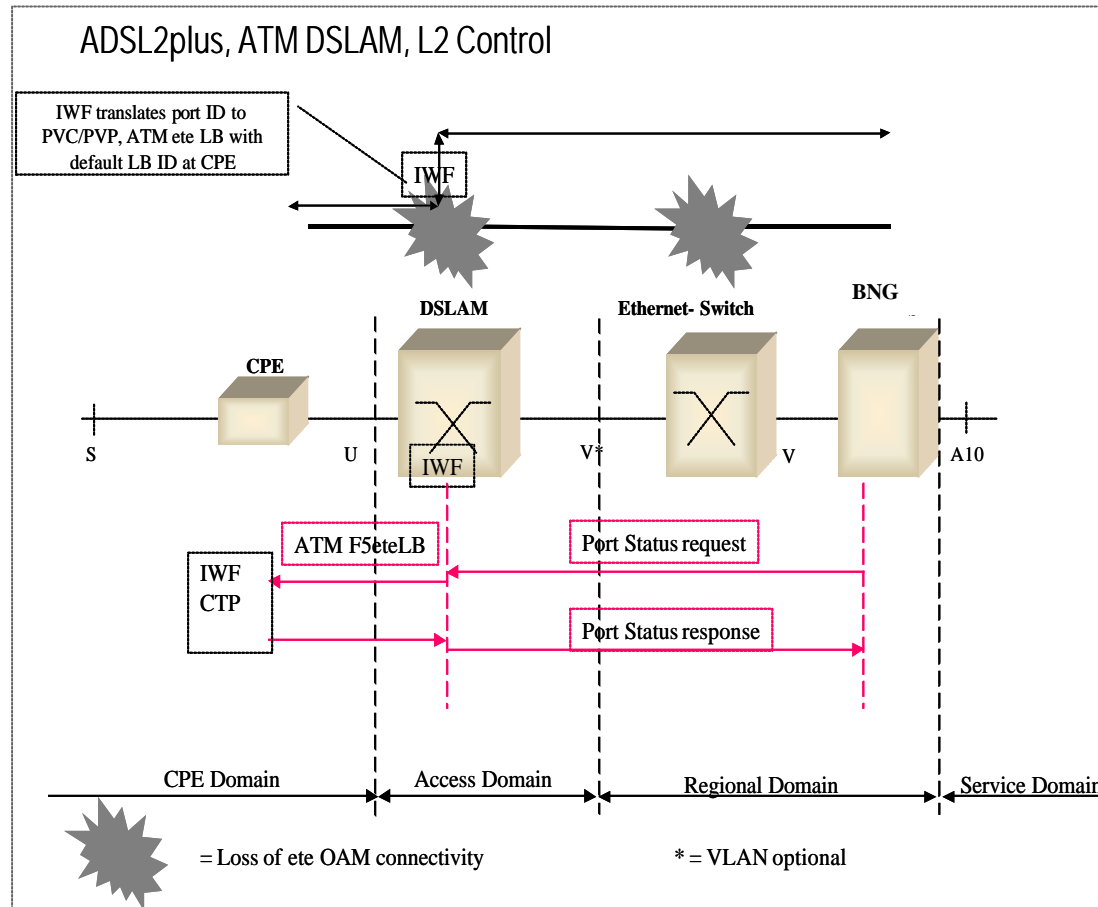 ADSL2plus, ATM DSLAM, L2 Control
IWF translates port ID to
PVC/PVP, ATM ete LB with
default LB ID at CPE
IWF
DSLAM
Ethernet- Switch
BNG
CPE
S
U
IWF
V*
V
A10
ATM F5eteLB
Port Status request
IWF
CTP
Port Status response
CPE Domain
Access Domain
Regional Domain
Service Domain
= Loss of ete OAM connectivity
* = VLAN optional